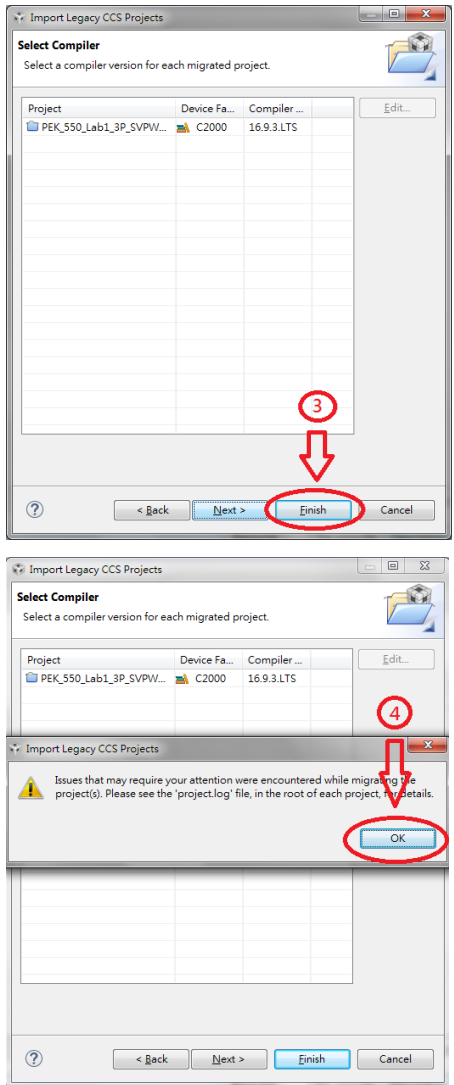 Import Legacy CCS Projects
Select Compiler
Select a compiler version for each migrated project.
Project Device Fa... Compiler ... Edit...
PEK_550_Lab1_3P_SVPW... C2000 16.9.3.LTS
3
? < Back Next > Finish Cancel
Import Legacy CCS Projects
Select Compiler
Select a compiler version for each migrated project.
Project Device Fa... Compiler ... Edit...
PEK_550_Lab1_3P_SVPW... C2000 16.9.3.LTS
4
Import Legacy CCS Projects
Issues that may require your attention were encountered while migrating the
project(s). Please see the 'project.log' file, in the root of each project, for details.
OK
? < Back Next > Finish Cancel